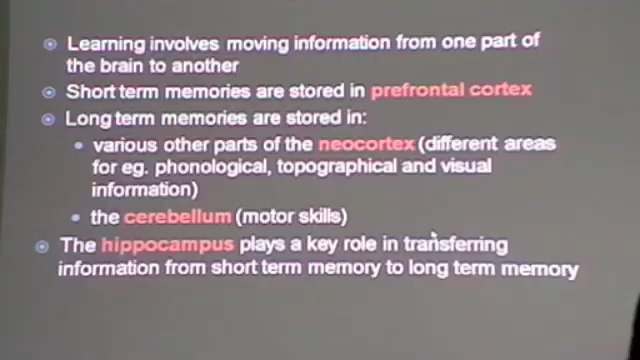 Learning involves moving information from one part of
the brain to another
Short term memories are stored in prefrontal cortex
Long term memories are stored in:
various other parts of the neocortex (different areas
for eg. phonological, topographical and visual
information)
the cerebellum (motor skills)
The hippocampus plays a key role in transferring
information from short term memory to long term memory